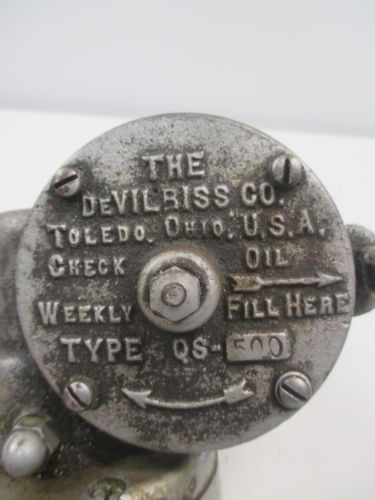 THE
DEVILBISS CO.
TOLEDO, OHIO, U.S.A.
CHECK OIL
WEEKLY FILL HERE
TYPE QS-500